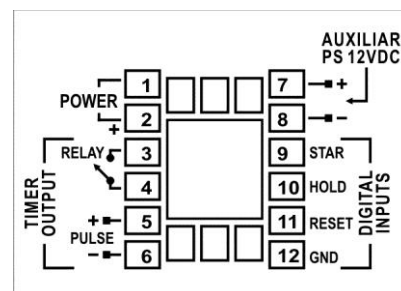 AUXILIAR
PS 12VDC
1
7
+
POWER
2
8
-
+
RELAY
3
9
STAR
4
10
HOLD
TIMER
OUTPUT
DIGITAL
INPUTS
+
5
11
RESET
PULSE
-
6
12
GND